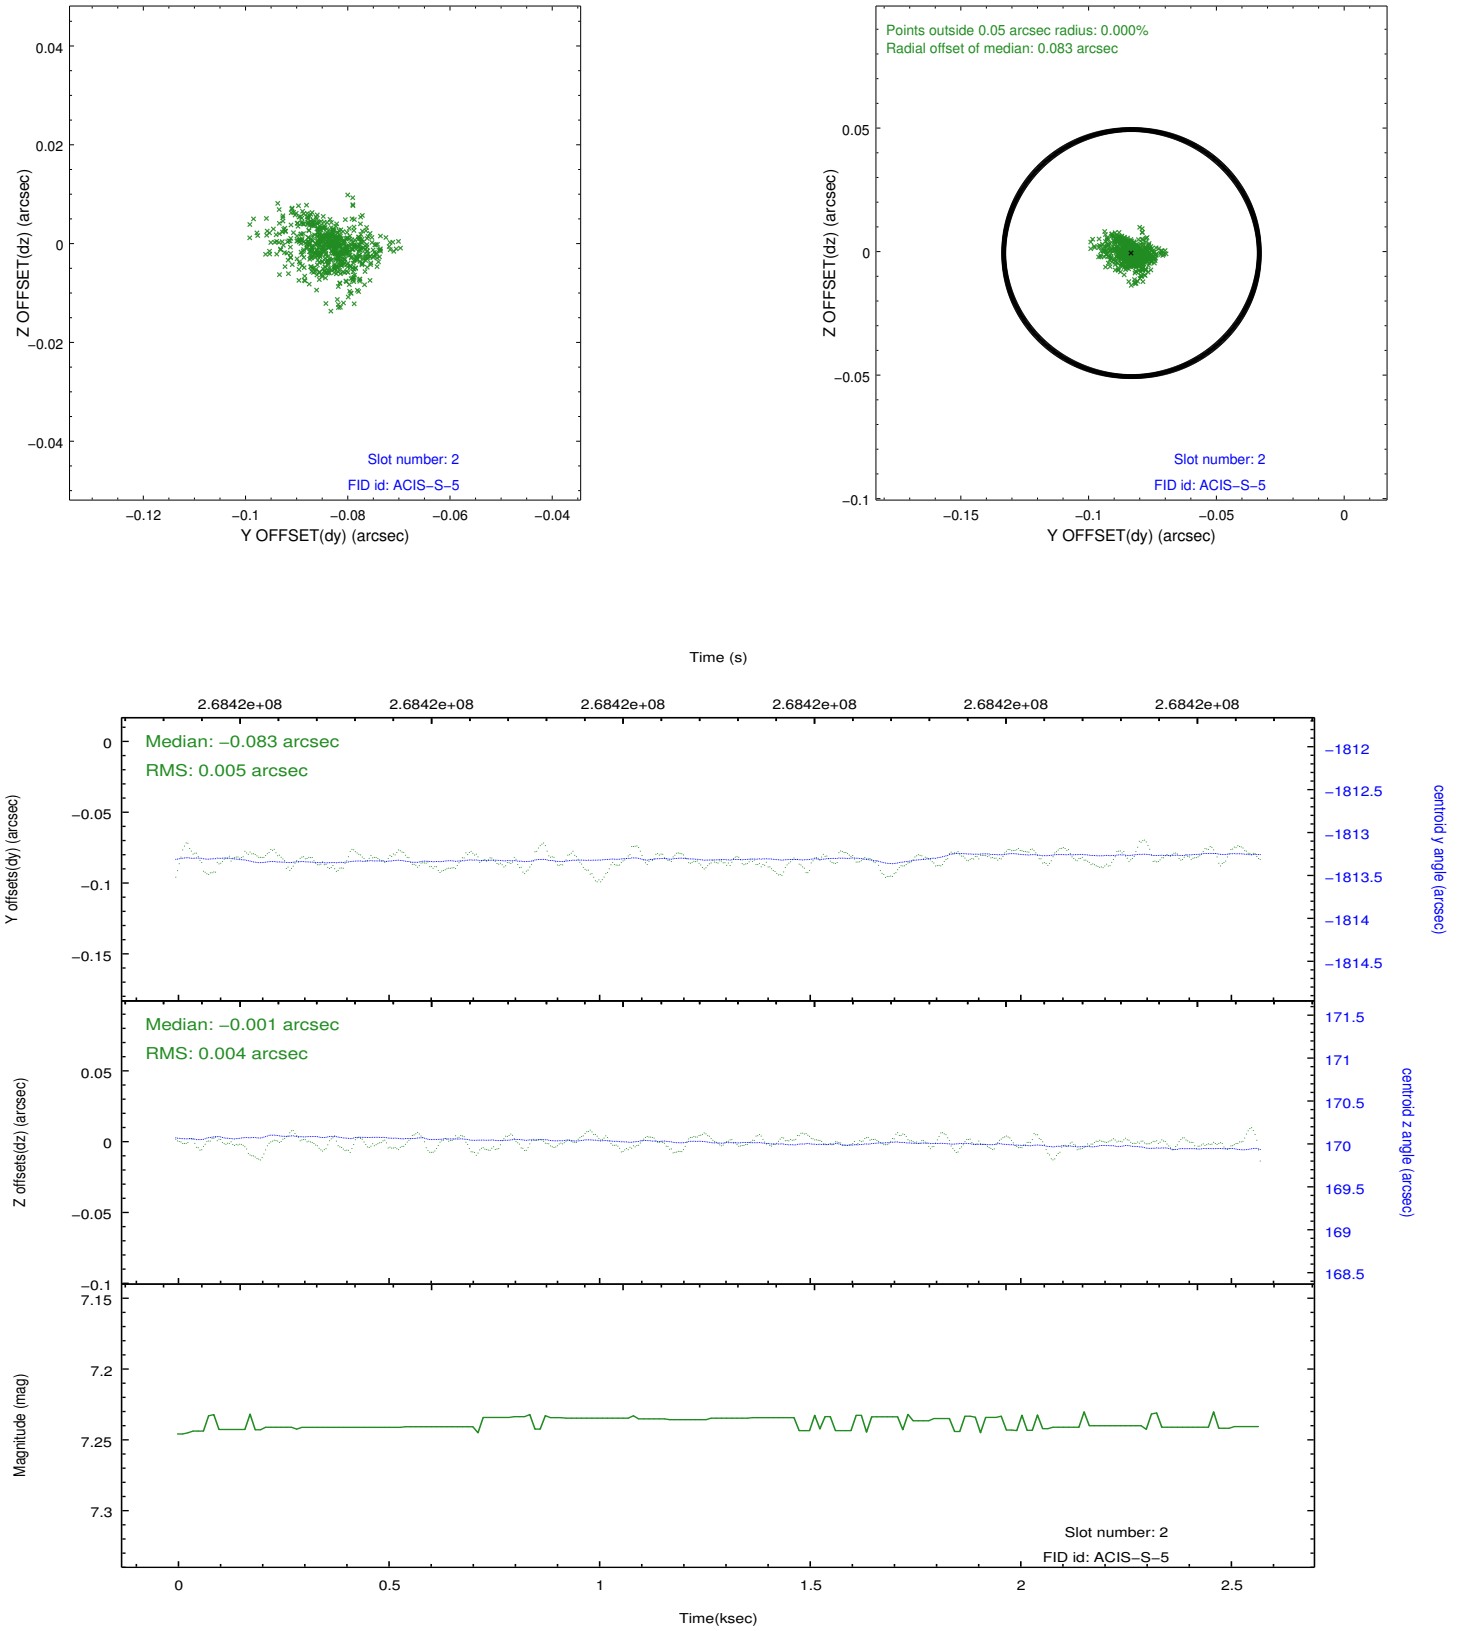 0.04
0.02
0
−0.02
−0.04
Z OFFSET(dz) (arcsec)
Slot number: 2
FID id: ACIS−S−5
−0.12
−0.1
−0.08
−0.06
−0.04
Y OFFSET(dy) (arcsec)
Points outside 0.05 arcsec radius: 0.000%
Radial offset of median: 0.083 arcsec
0.05
0
−0.05
−0.1
Z OFFSET(dz) (arcsec)
Slot number: 2
FID id: ACIS−S−5
−0.15
−0.1
−0.05
0
Y OFFSET(dy) (arcsec)
Time (s)
2.6842e+08
2.6842e+08
2.6842e+08
2.6842e+08
2.6842e+08
2.6842e+08
Median: −0.083 arcsec
RMS: 0.005 arcsec
0
−0.05
−0.1
−0.15
Y offsets(dy) (arcsec)
−1812
−1812.5
−1813
−1813.5
−1814
−1814.5
centroid y angle (arcsec)
Median: −0.001 arcsec
RMS: 0.004 arcsec
0.05
0
−0.05
−0.1
Z offsets(dz) (arcsec)
171.5
171
170.5
170
169.5
169
168.5
centroid z angle (arcsec)
7.15
7.2
7.25
7.3
Magnitude (mag)
Slot number: 2
FID id: ACIS−S−5
0
0.5
1
1.5
2
2.5
Time(ksec)